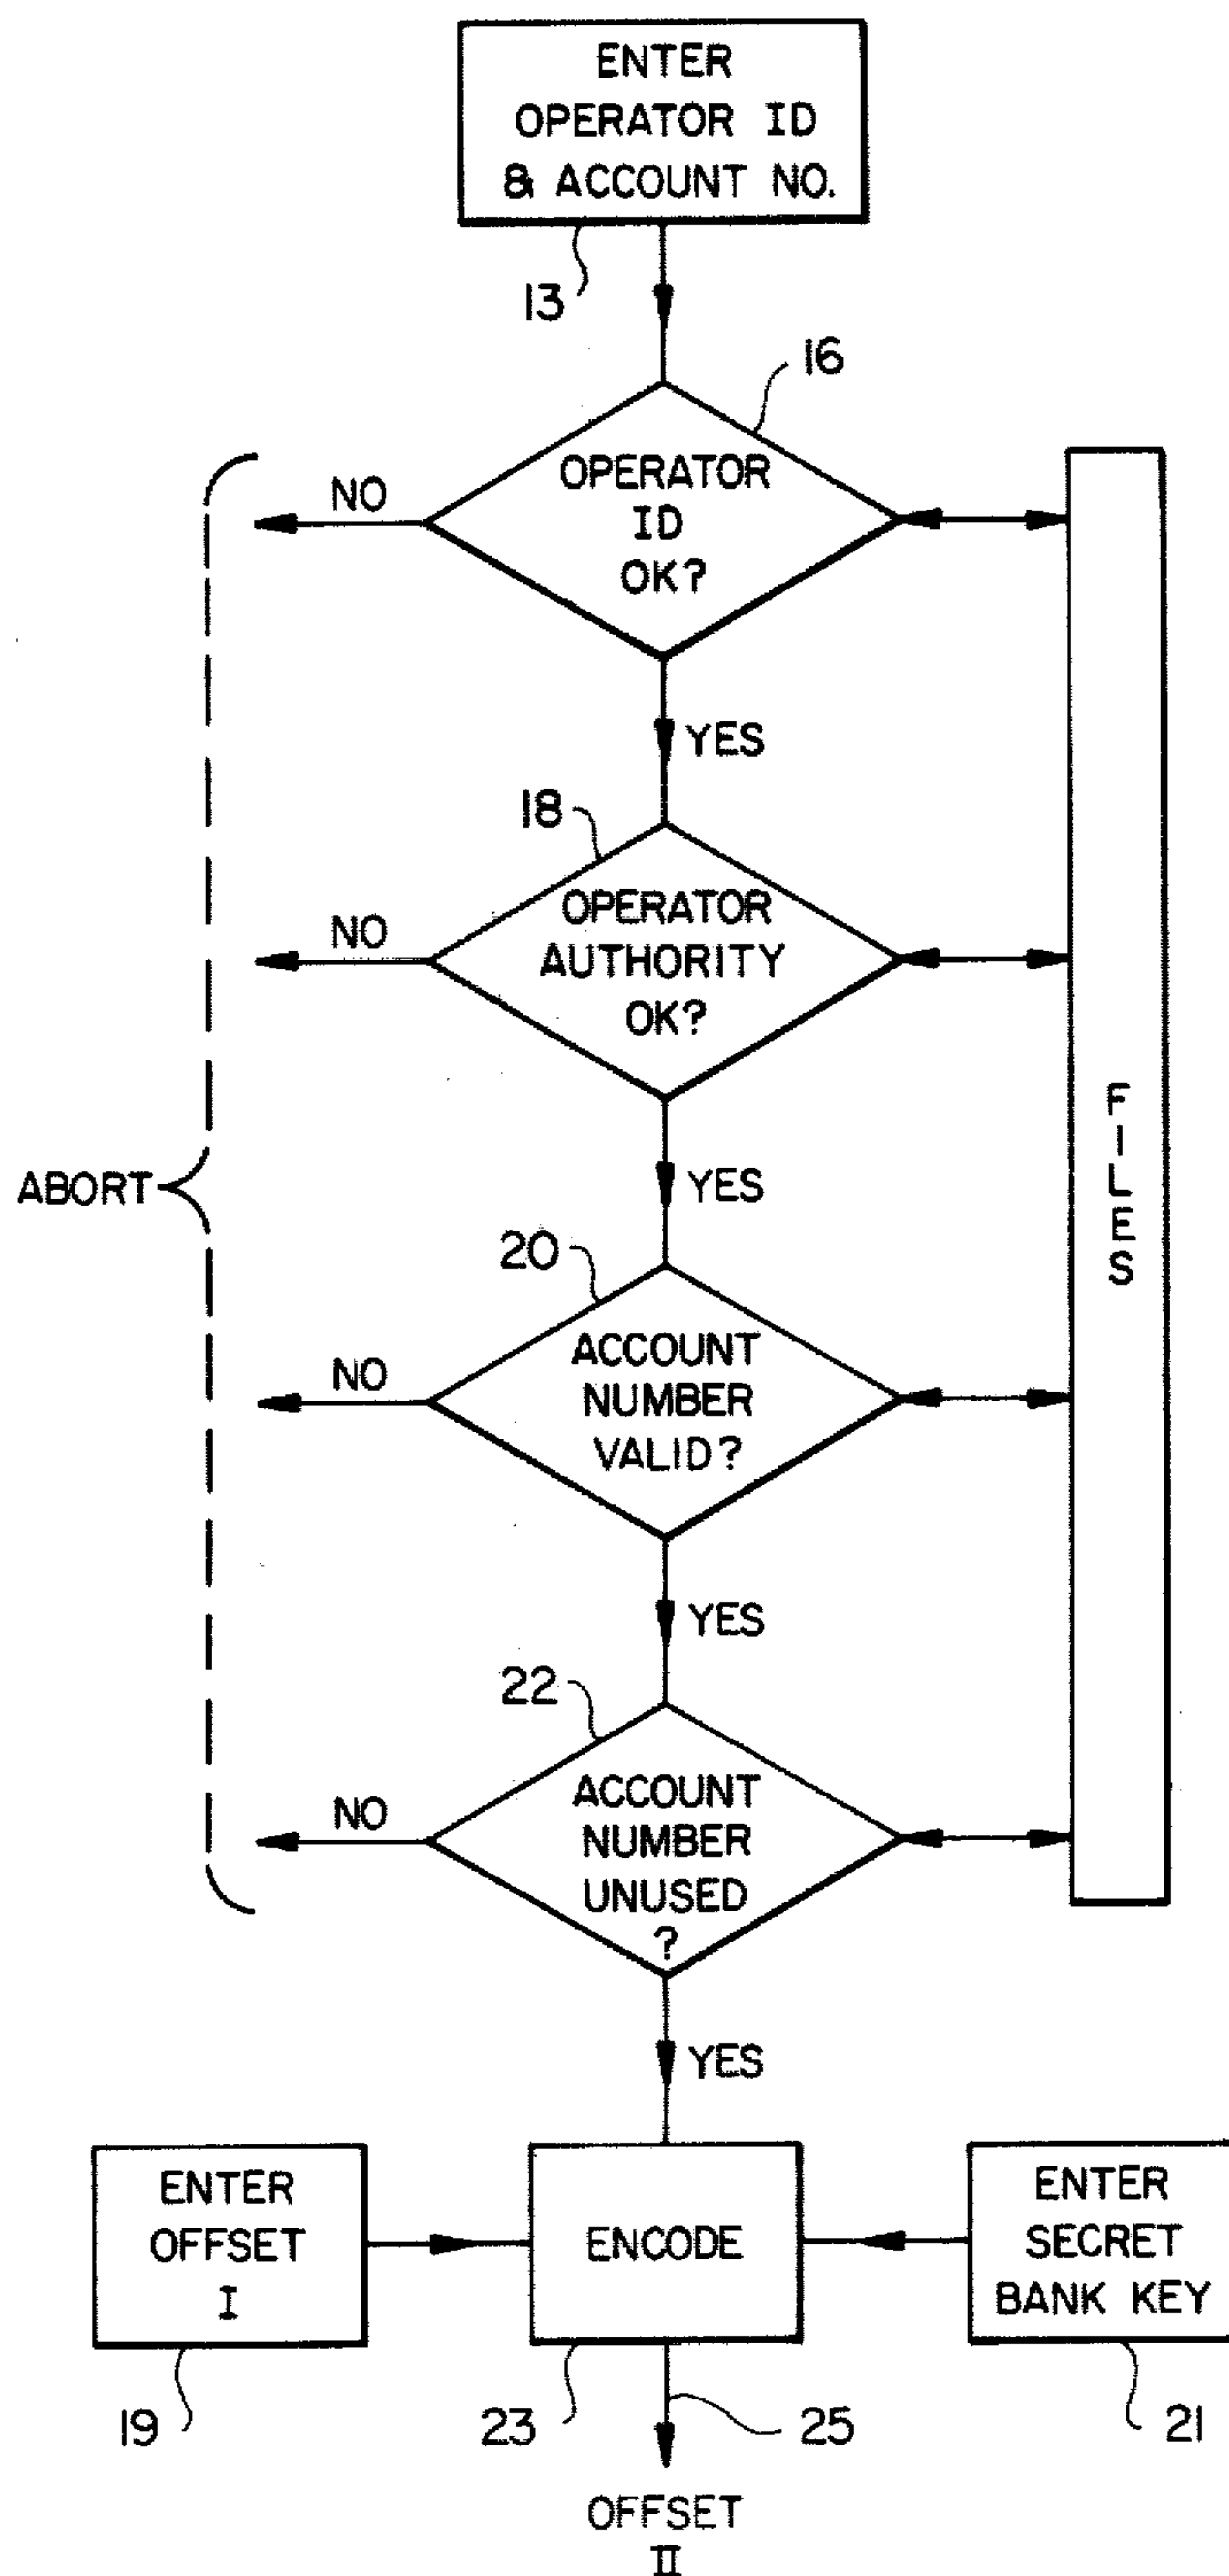 ENTER
OPERATOR ID
& ACCOUNT NO.
13
16
OPERATOR
ID
OK?
NO
YES
18
OPERATOR
AUTHORITY
OK?
NO
FILES
ABORT
YES
20
ACCOUNT
NUMBER
VALID?
NO
YES
22
ACCOUNT
NUMBER
UNUSED
?
NO
YES
ENTER
OFFSET
I
ENCODE
ENTER
SECRET
BANK KEY
19
23
25
21
OFFSET
II